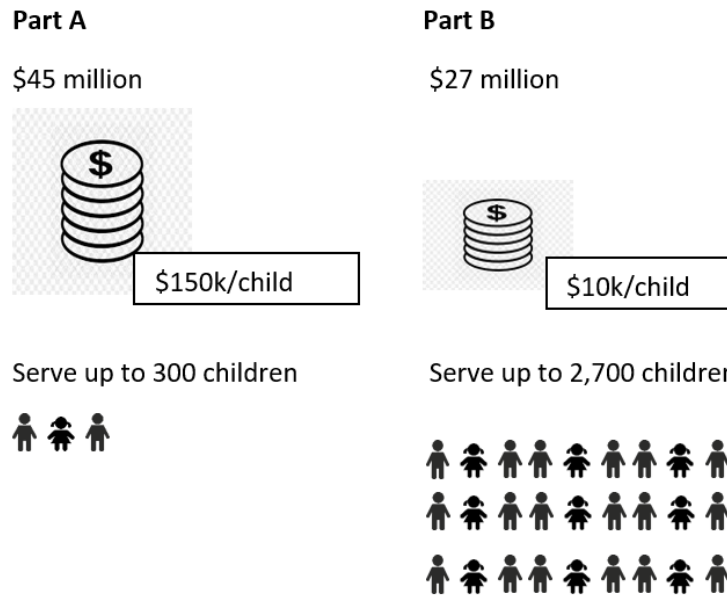 Part A
$45 million
$
$150k/child
Serve up to 300 children
Part B
$27 million
$
$10k/child
Serve up to 2,700